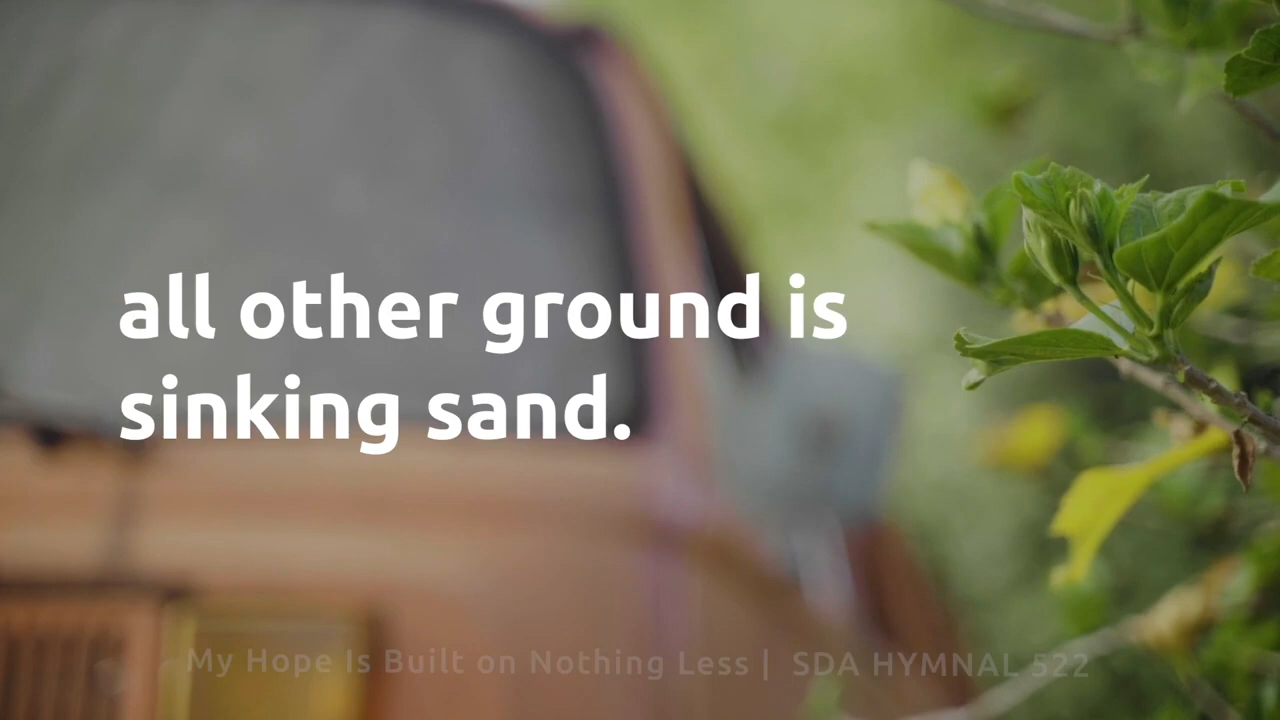 all other ground is
sinking sand.
My Hope Is Built on Nothing Less | SDA HYMNAL 522